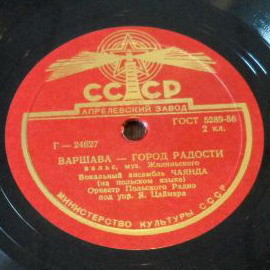 СССР
АПРЕЛЕВСКИЙ ЗАВОД
ГОСТ 5289-56
2 кл.
Г — 24627
ВАРШАВА — ГОРОД РАДОСТИ
вальс, муз. Жилинского
Вокальный ансамбль ЧАЯНДА
(на польском языке)
Оркестр Польского Радио
под упр. Я. Цаймера
МИНИСТЕРСТВО КУЛЬТУРЫ СССР